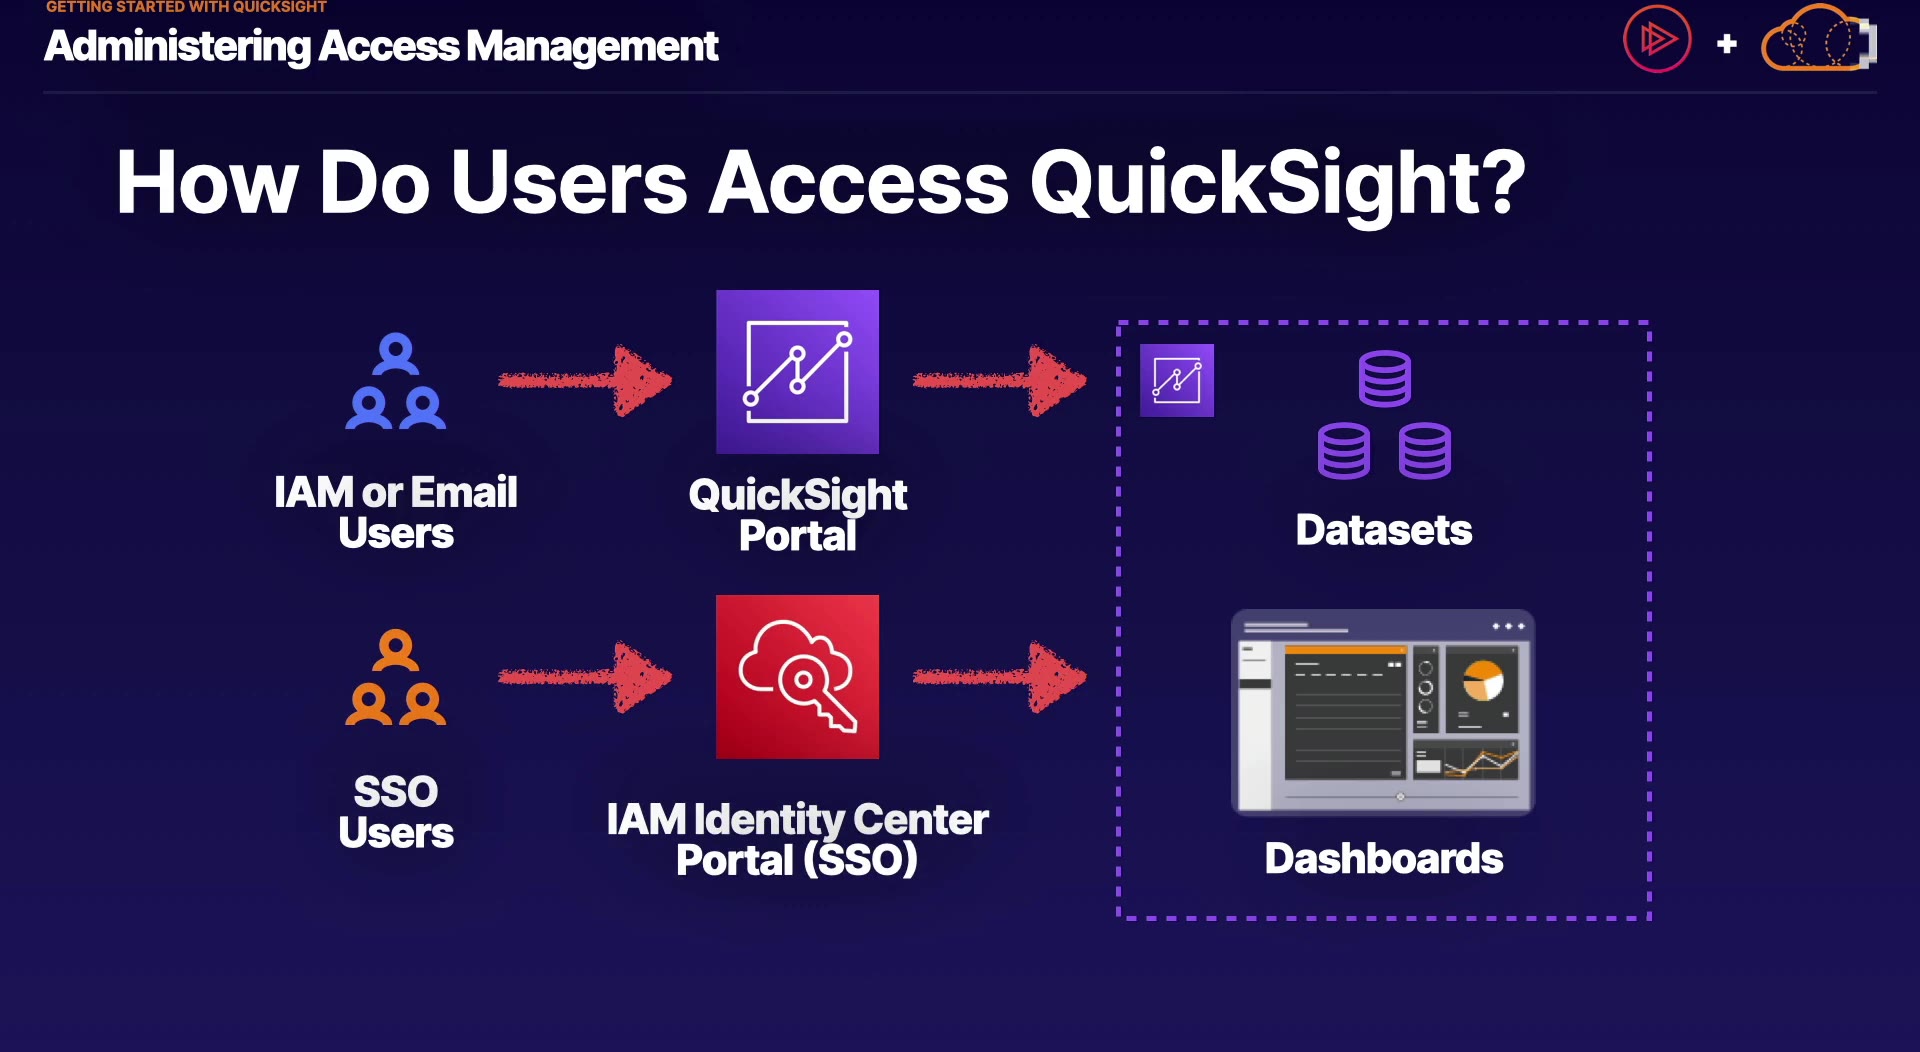 GETTING STARTED WITH QUICKSIGHT
Administering Access Management
+
How Do Users Access QuickSight?
IAM or Email
Users
QuickSight
Portal
Datasets
SSO
Users
IAM Identity Center
Portal (SSO)
Dashboards